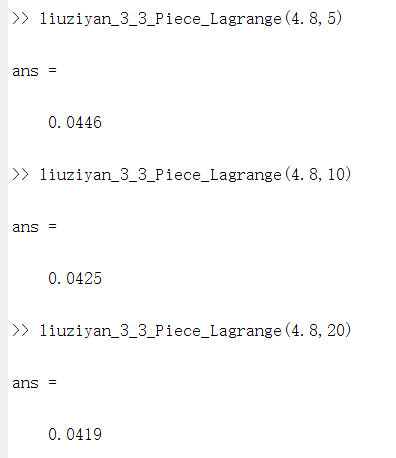 >> liuziyan_3_3_Piece_Lagrange(4.8,5)
ans =
0.0446
>> liuziyan_3_3_Piece_Lagrange(4.8,10)
ans =
0.0425
>> liuziyan_3_3_Piece_Lagrange(4.8,20)
ans =
0.0419